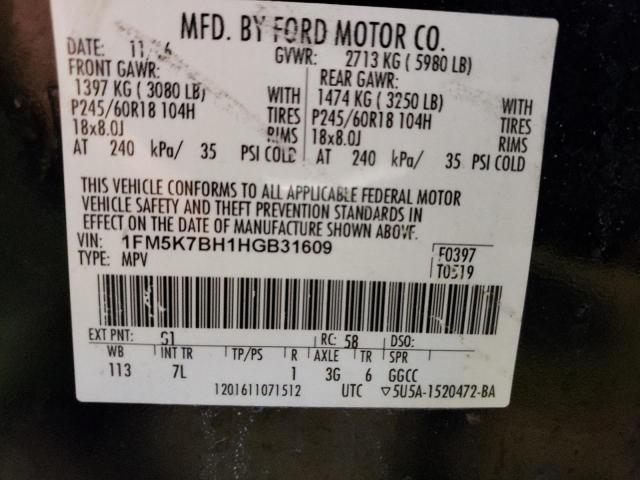 MFD. BY FORD MOTOR CO.
DATE: 11/ 6 GVWR: 2713 KG ( 5980 LB)
FRONT GAWR: REAR GAWR:
1397 KG ( 3080 LB) WITH 1474 KG ( 3250 LB) WITH
P245/60R18 104H TIRES P245/60R18 104H TIRES
18x8.0J RIMS 18x8.0J RIMS
AT 240 kPa/ 35 PSI COLD AT 240 kPa/ 35 PSI COLD
THIS VEHICLE CONFORMS TO ALL APPLICABLE FEDERAL MOTOR
VEHICLE SAFETY AND THEFT PREVENTION STANDARDS IN
EFFECT ON THE DATE OF MANUFACTURE SHOWN ABOVE.
VIN: 1FM5K7BH1HGB31609 F0397
TYPE: MPV T0519
EXT PNT: G1 RC: 58 DSO:
WB INT TR TP/PS R AXLE TR SPR
113 7L 1 3G 6 GGCC
1201611071512 UTC ▽5U5A-1520472-BA